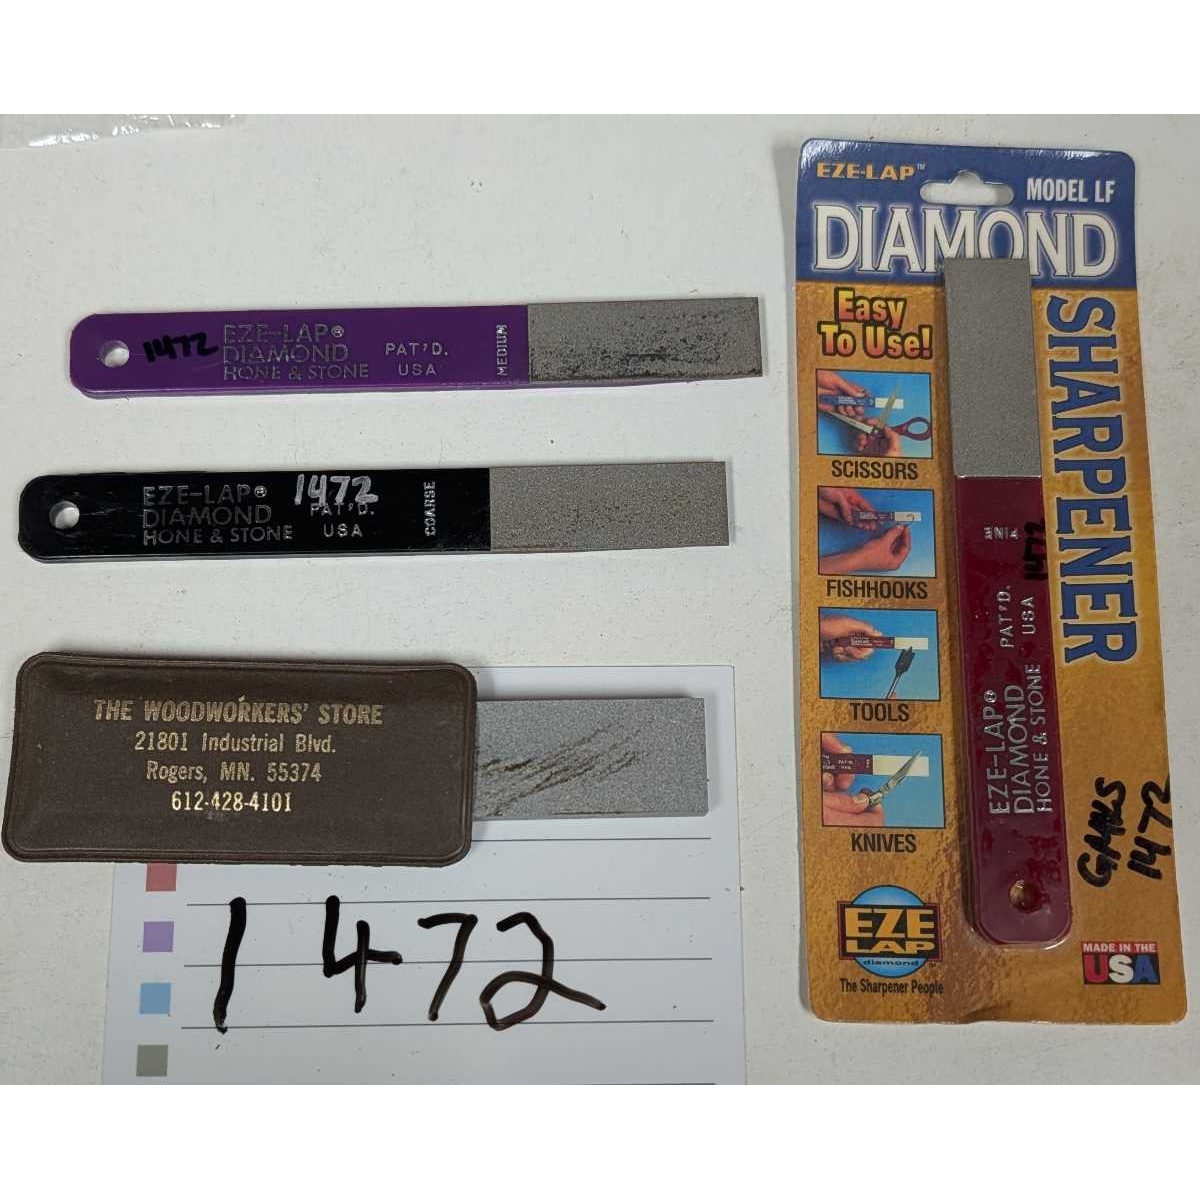 1472
EZE-LAP®
DIAMOND
HONE & STONE
PAT'D.
USA
MEDIUM
EZE-LAP®
DIAMOND
HONE & STONE
1472
PAT'D.
USA
COARSE
THE WOODWORKERS' STORE
21801 Industrial Blvd.
Rogers, MN. 55374
612-428-4101
1472
EZE-LAP™
MODEL LF
DIAMOND
SHARPENER
Easy
To Use!
SCISSORS
FISHHOOKS
TOOLS
KNIVES
EZE-LAP®
DIAMOND
HONE & STONE
PAT'D.
USA
FINE
1472
1472
EZE
LAP
diamond
™
The Sharpener People
MADE IN THE
USA